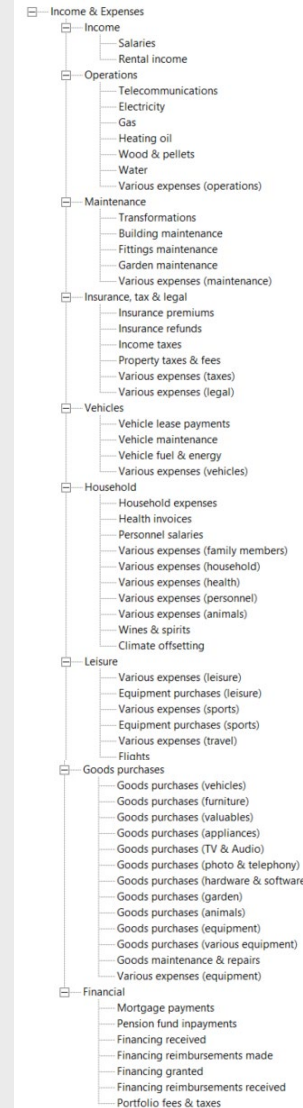 Income & Expenses
Income
Salaries
Rental income
Operations
Telecommunications
Electricity
Gas
Heating oil
Wood & pellets
Water
Various expenses (operations)
Maintenance
Transformations
Building maintenance
Fittings maintenance
Garden maintenance
Various expenses (maintenance)
Insurance, tax & legal
Insurance premiums
Insurance refunds
Income taxes
Property taxes & fees
Various expenses (taxes)
Various expenses (legal)
Vehicles
Vehicle lease payments
Vehicle maintenance
Vehicle fuel & energy
Various expenses (vehicles)
Household
Household expenses
Health invoices
Personnel salaries
Various expenses (family members)
Various expenses (household)
Various expenses (health)
Various expenses (personnel)
Various expenses (animals)
Wines & spirits
Climate offsetting
Leisure
Various expenses (leisure)
Equipment purchases (leisure)
Various expenses (sports)
Equipment purchases (sports)
Various expenses (travel)
Flights
Goods purchases
Goods purchases (vehicles)
Goods purchases (furniture)
Goods purchases (valuables)
Goods purchases (appliances)
Goods purchases (TV & Audio)
Goods purchases (photo & telephony)
Goods purchases (hardware & software
Goods purchases (garden)
Goods purchases (animals)
Goods purchases (equipment)
Goods purchases (various equipment)
Goods maintenance & repairs
Various expenses (equipment)
Financial
Mortgage payments
Pension fund inpayments
Financing received
Financing reimbursements made
Financing granted
Financing reimbursements received
Portfolio fees & taxes